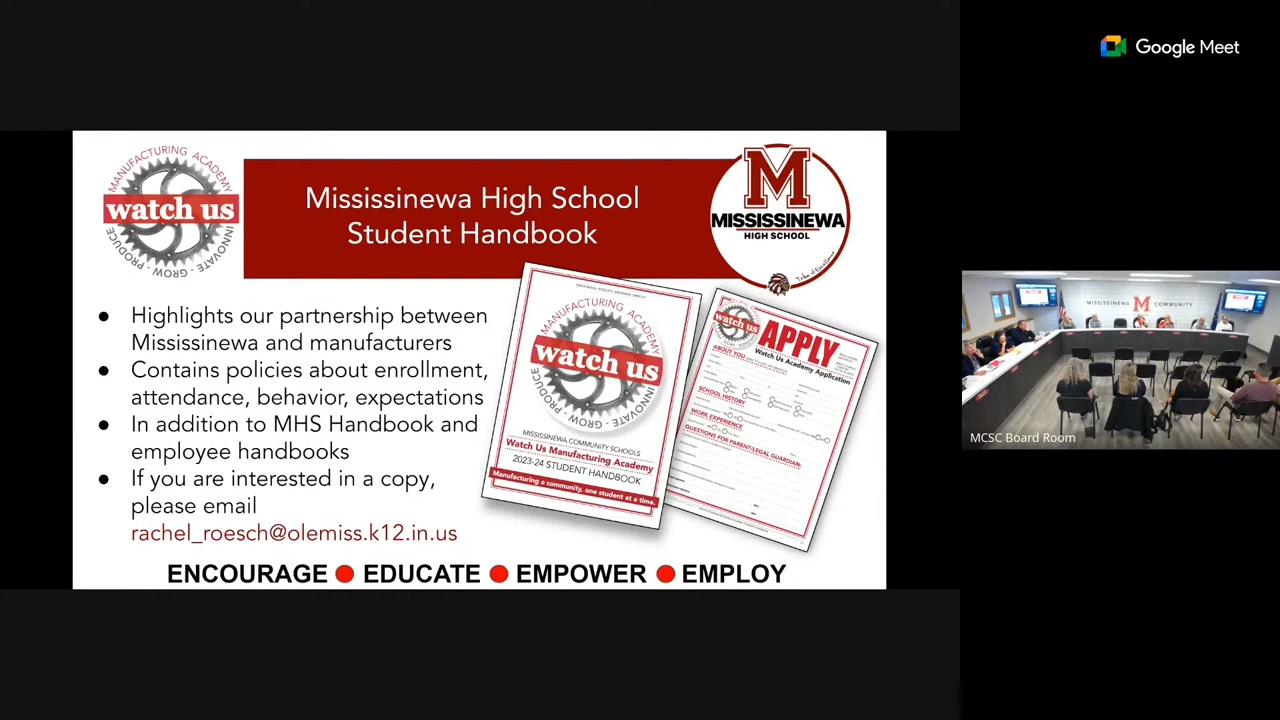 Google Meet
MANUFACTURING ACADEMY
watch us
PRODUCE - GROW - INNOVATE
Mississinewa High School
Student Handbook
M
MISSISSINEWA
HIGH SCHOOL
Tribe of Excellence
Highlights our partnership between
Mississinewa and manufacturers
Contains policies about enrollment,
attendance, behavior, expectations
In addition to MHS Handbook and
employee handbooks
If you are interested in a copy,
please email
rachel_roesch@olemiss.k12.in.us
MANUFACTURING ACADEMY
watch us
PRODUCE - GROW - INNOVATE
MISSISSINEWA COMMUNITY SCHOOLS
Watch Us Manufacturing Academy
2023-24 STUDENT HANDBOOK
Manufacturing a community, one student at a time.
watch us
APPLY
Watch Us Academy Application
ABOUT YOU
SCHOOL HISTORY
WORK EXPERIENCE
QUESTIONS FOR PARENT/LEGAL GUARDIAN:
ENCOURAGE ● EDUCATE ● EMPOWER ● EMPLOY
MISSISSINEWA M COMMUNITY
MCSC Board Room